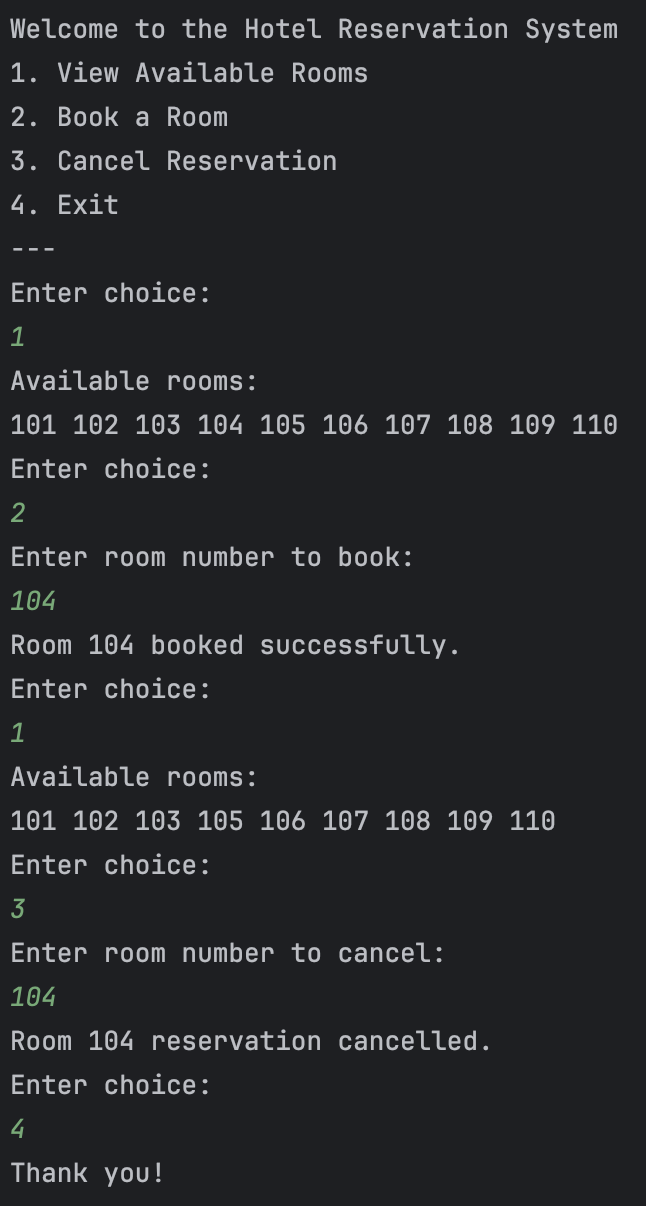 Welcome to the Hotel Reservation System
1. View Available Rooms
2. Book a Room
3. Cancel Reservation
4. Exit
---
Enter choice:
1
Available rooms:
101 102 103 104 105 106 107 108 109 110
Enter choice:
2
Enter room number to book:
104
Room 104 booked successfully.
Enter choice:
1
Available rooms:
101 102 103 105 106 107 108 109 110
Enter choice:
3
Enter room number to cancel:
104
Room 104 reservation cancelled.
Enter choice:
4
Thank you!